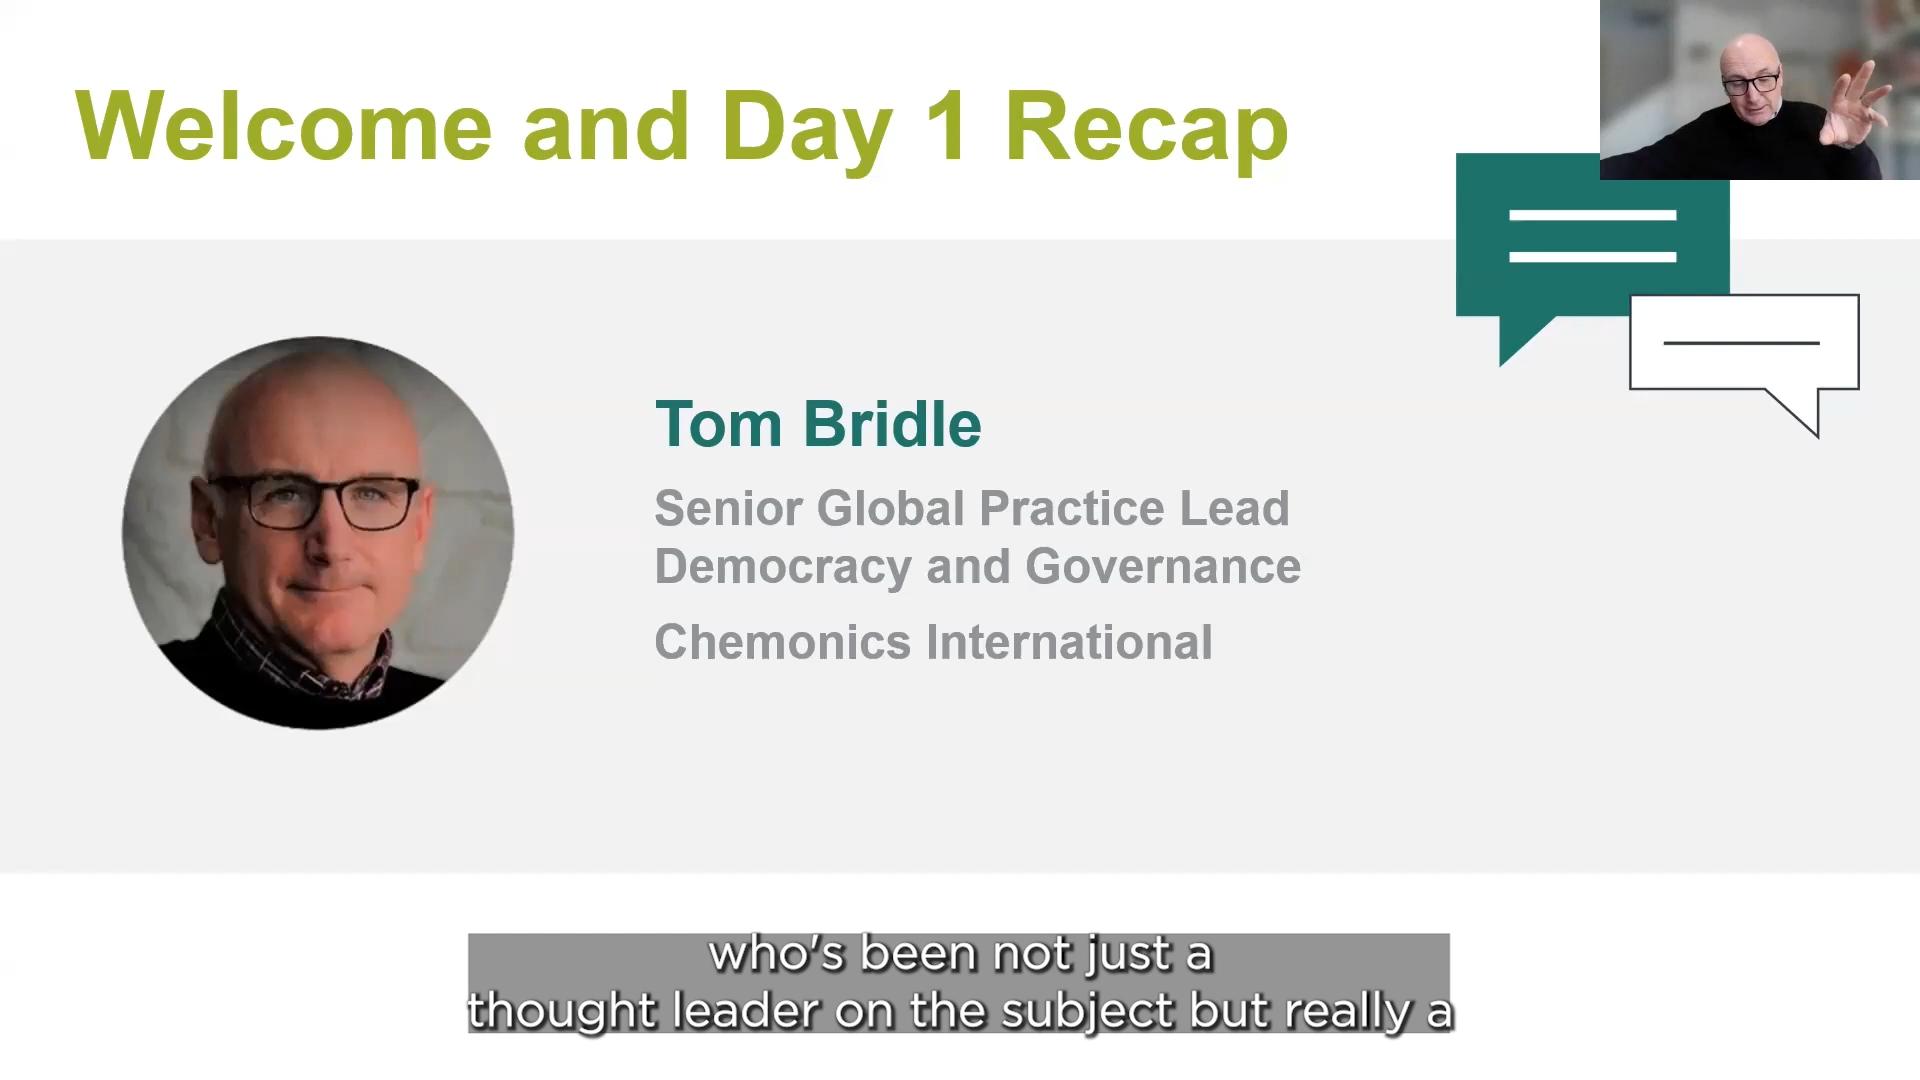 Welcome and Day 1 Recap
Tom Bridle
Senior Global Practice Lead
Democracy and Governance
Chemonics International
who's been not just a
thought leader on the subject but really a